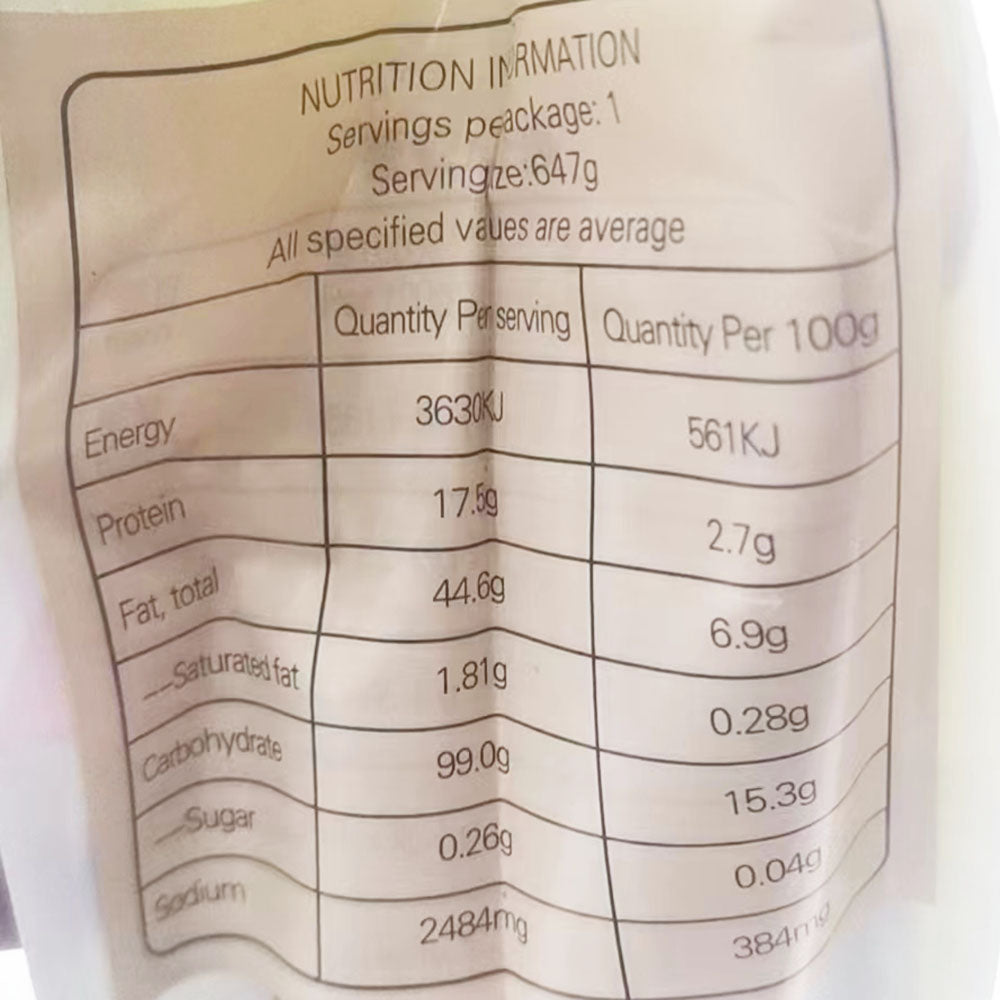 NUTRITION INRMATION
Servings peackage: 1
Servingize:647g
All specified values are average
Quantity Per serving Quantity Per 100g
Energy 3630KJ 561KJ
Protein 17.5g 2.7g
Fat, total 44.6g 6.9g
—Saturated fat 1.81g 0.28g
Carbohydrate 99.0g 15.3g
—Sugar 0.26g 0.04g
Sodium 2484mg 384mg